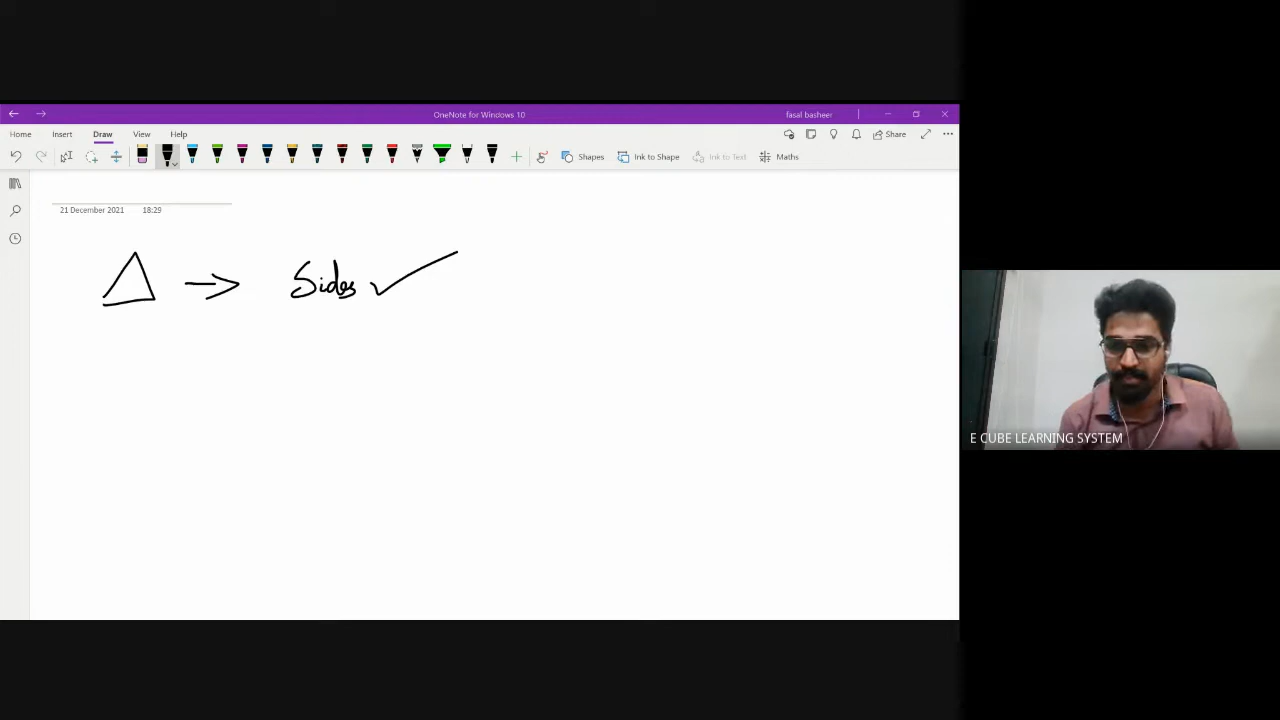 OneNote for Windows 10
fasal basheer
Home Insert Draw View Help
Share
Shapes Ink to Shape Ink to Text Maths
21 December 2021 18:29
Sides
E CUBE LEARNING SYSTEM